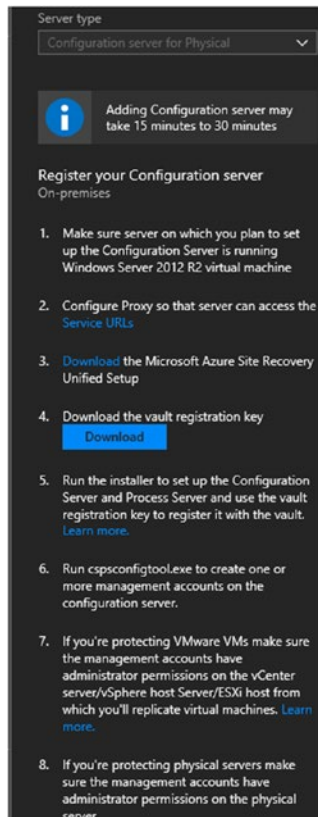 Server type
Configuration server for Physical
Adding Configuration server may
take 15 minutes to 30 minutes
Register your Configuration server
On-premises
1. Make sure server on which you plan to set
up the Configuration Server is running
Windows Server 2012 R2 virtual machine
2. Configure Proxy so that server can access the
Service URLs
3. Download the Microsoft Azure Site Recovery
Unified Setup
4. Download the vault registration key
Download
5. Run the installer to set up the Configuration
Server and Process Server and use the vault
registration key to register it with the vault.
Learn more.
6. Run cspsconfigtool.exe to create one or
more management accounts on the
configuration server.
7. If you're protecting VMware VMs make sure
the management accounts have
administrator permissions on the vCenter
server/vSphere host Server/ESXi host from
which you'll replicate virtual machines. Learn
more.
8. If you're protecting physical servers make
sure the management accounts have
administrator permissions on the physical
server